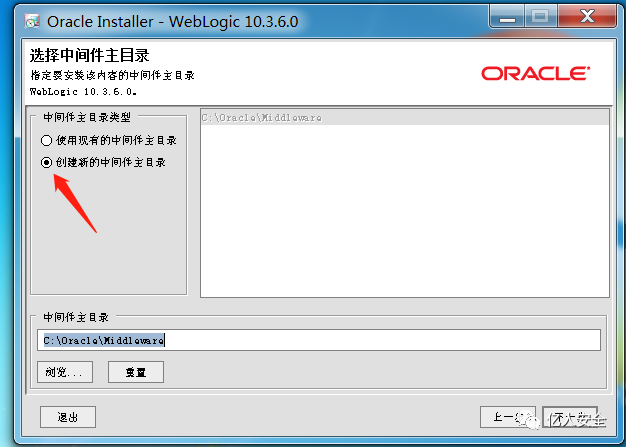 Oracle Installer - WebLogic 10.3.6.0
选择中间件主目录
指定要安装该内容的中间件主目录
WebLogic 10.3.6.0。
ORACLE
中间件主目录类型
使用现有的中间件主目录
创建新的中间件主目录
C:\Oracle\Middleware
中间件主目录
C:\Oracle\Middleware
浏览...
重置
退出
上一
亿人安全